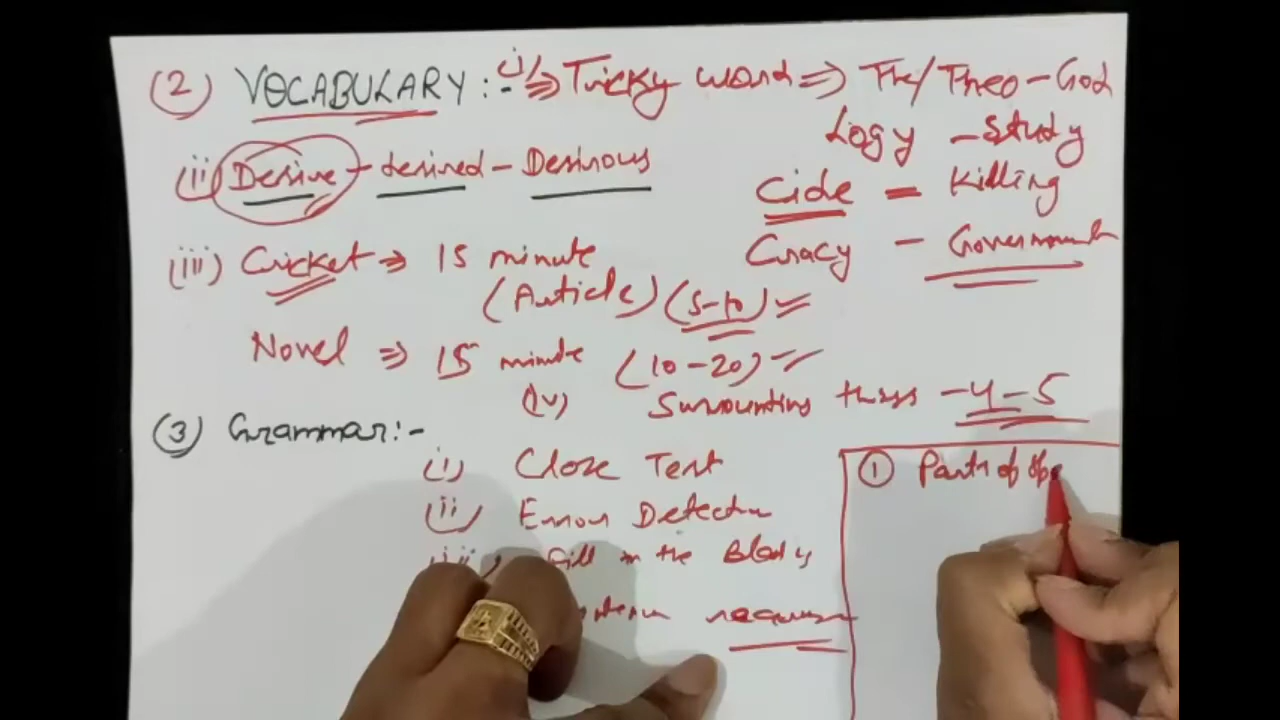 (2) VOCABULARY :- (i) ⇒ Tricky word ⇒ The/Theo-God
Logy - Study
(ii) Desire - desired - Desirous
Cide = Killing
Cracy - Government
(iii) Cricket ⇒ 15 minute
(Article) (5-10)
Novel ⇒ 15 minute (10-20)
(iv) Surrounding things - 4-5
(3) Grammar:-
(i) Close Test
(ii) Error Detection
Fill in the Blanks
① Parts of Spe